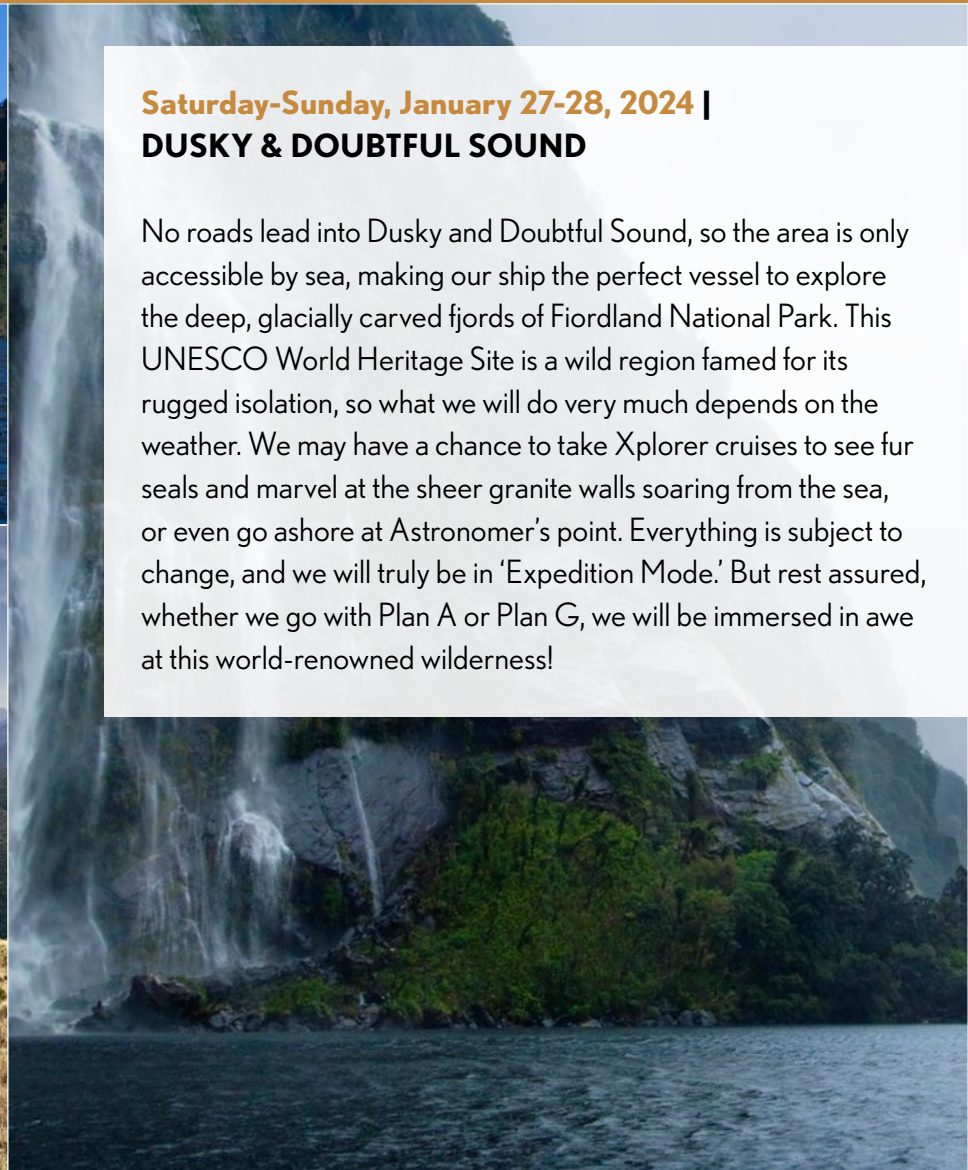 Saturday-Sunday, January 27-28, 2024 |
DUSKY & DOUBTFUL SOUND
No roads lead into Dusky and Doubtful Sound, so the area is only
accessible by sea, making our ship the perfect vessel to explore
the deep, glacially carved fjords of Fiordland National Park. This
UNESCO World Heritage Site is a wild region famed for its
rugged isolation, so what we will do very much depends on the
weather. We may have a chance to take Xplorer cruises to see fur
seals and marvel at the sheer granite walls soaring from the sea,
or even go ashore at Astronomer’s point. Everything is subject to
change, and we will truly be in ‘Expedition Mode.’ But rest assured,
whether we go with Plan A or Plan G, we will be immersed in awe
at this world-renowned wilderness!